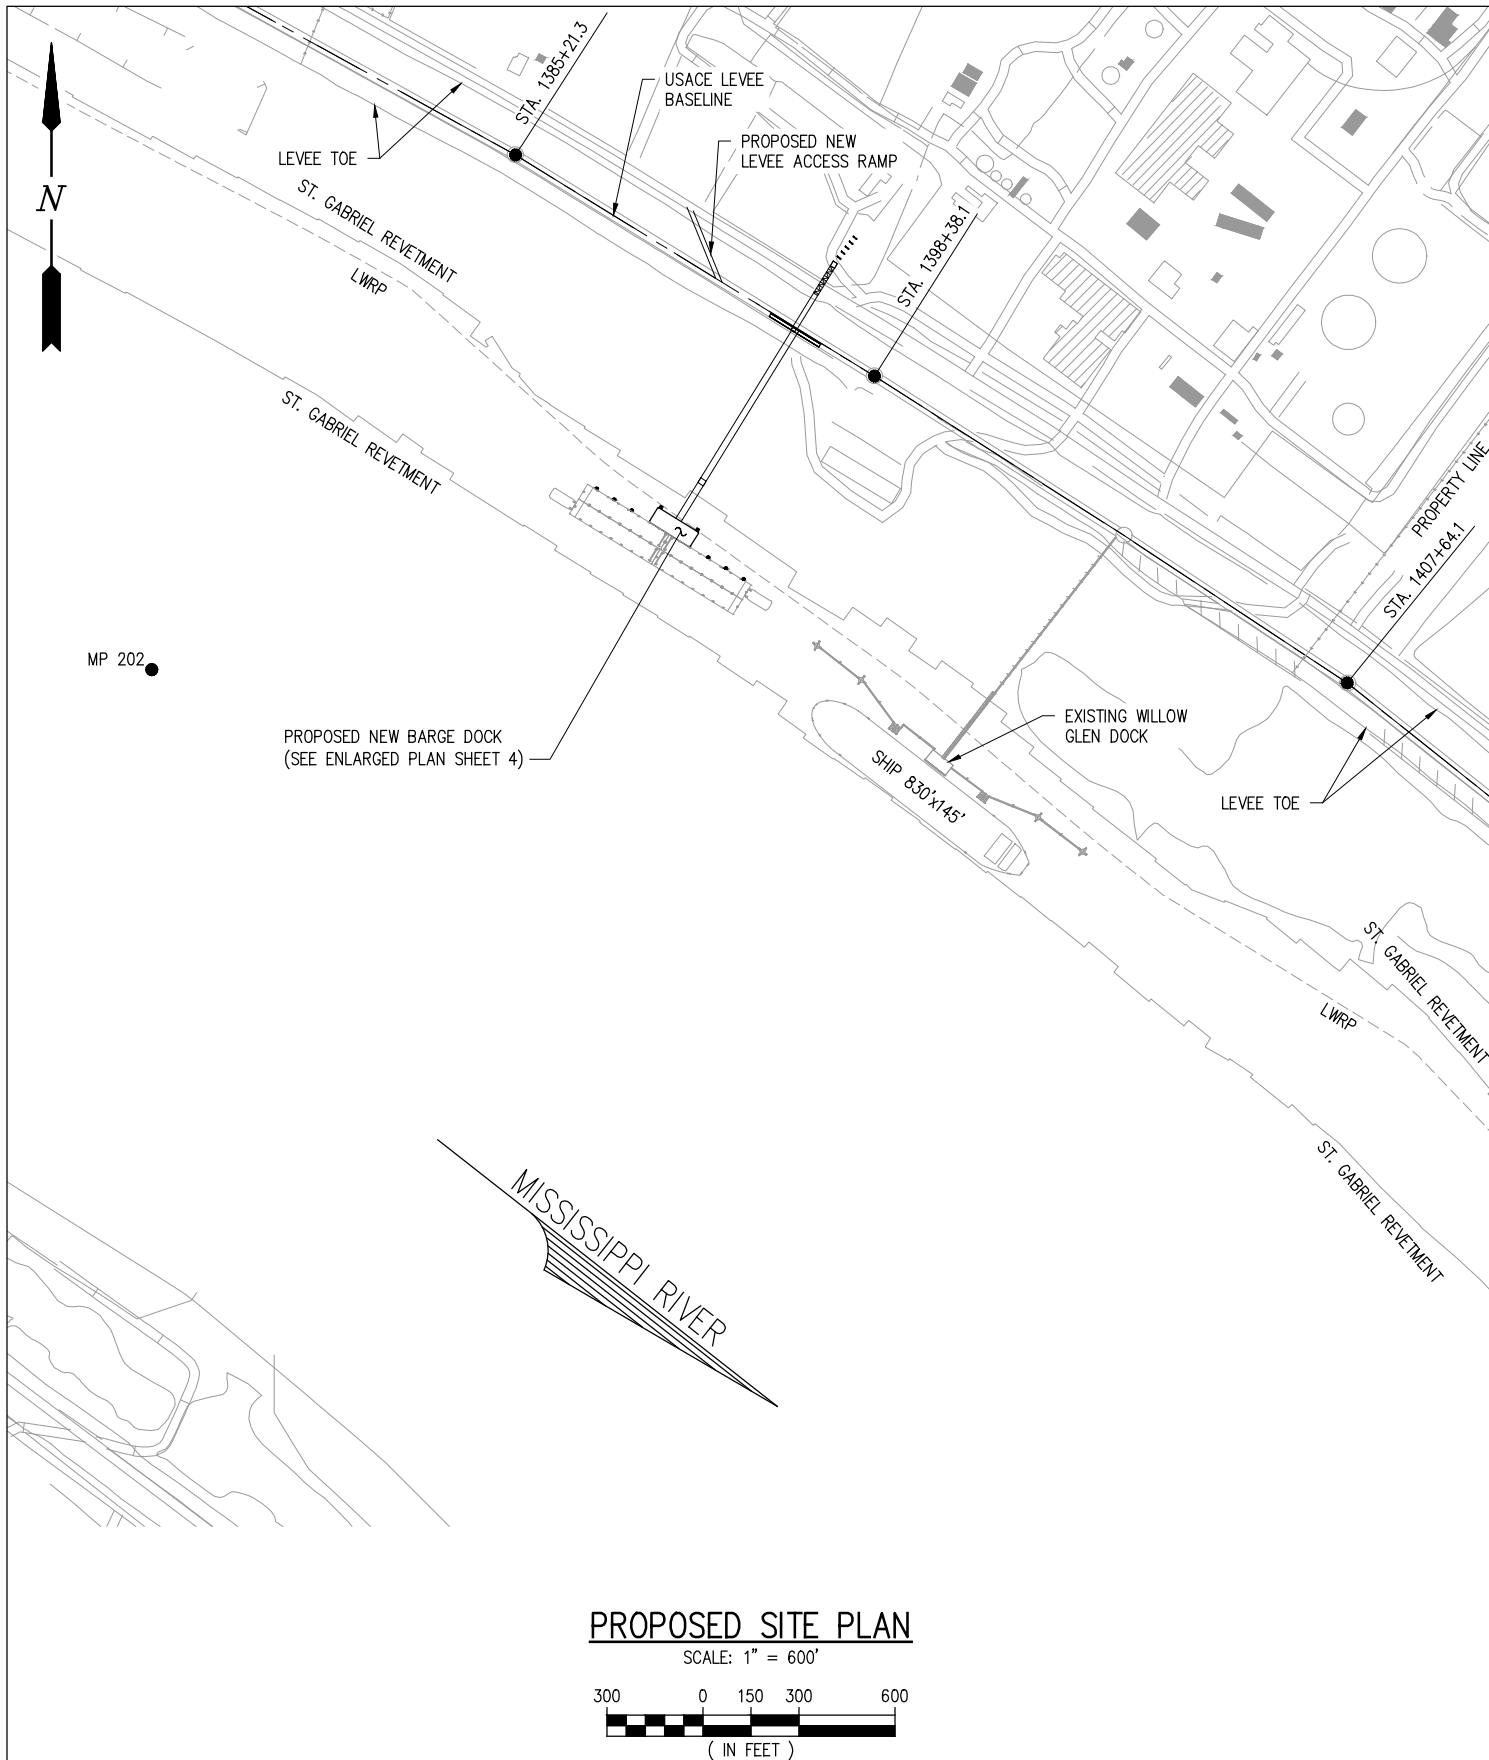 STA. 1385+21.3
USACE LEVEE
BASELINE
LEVEE TOE
PROPOSED NEW
LEVEE ACCESS RAMP
N
ST. GABRIEL REVETMENT
LWRP
STA. 1398+38.1
ST. GABRIEL REVETMENT
PROPERTY LINE
STA. 1407+64.1
MP 202
PROPOSED NEW BARGE DOCK
(SEE ENLARGED PLAN SHEET 4)
EXISTING WILLOW
GLEN DOCK
SHIP 830'x145'
LEVEE TOE
ST. GABRIEL REVETMENT
LWRP
ST. GABRIEL REVETMENT
MISSISSIPPI RIVER
PROPOSED SITE PLAN
SCALE: 1" = 600'
300 0 150 300 600
( IN FEET )